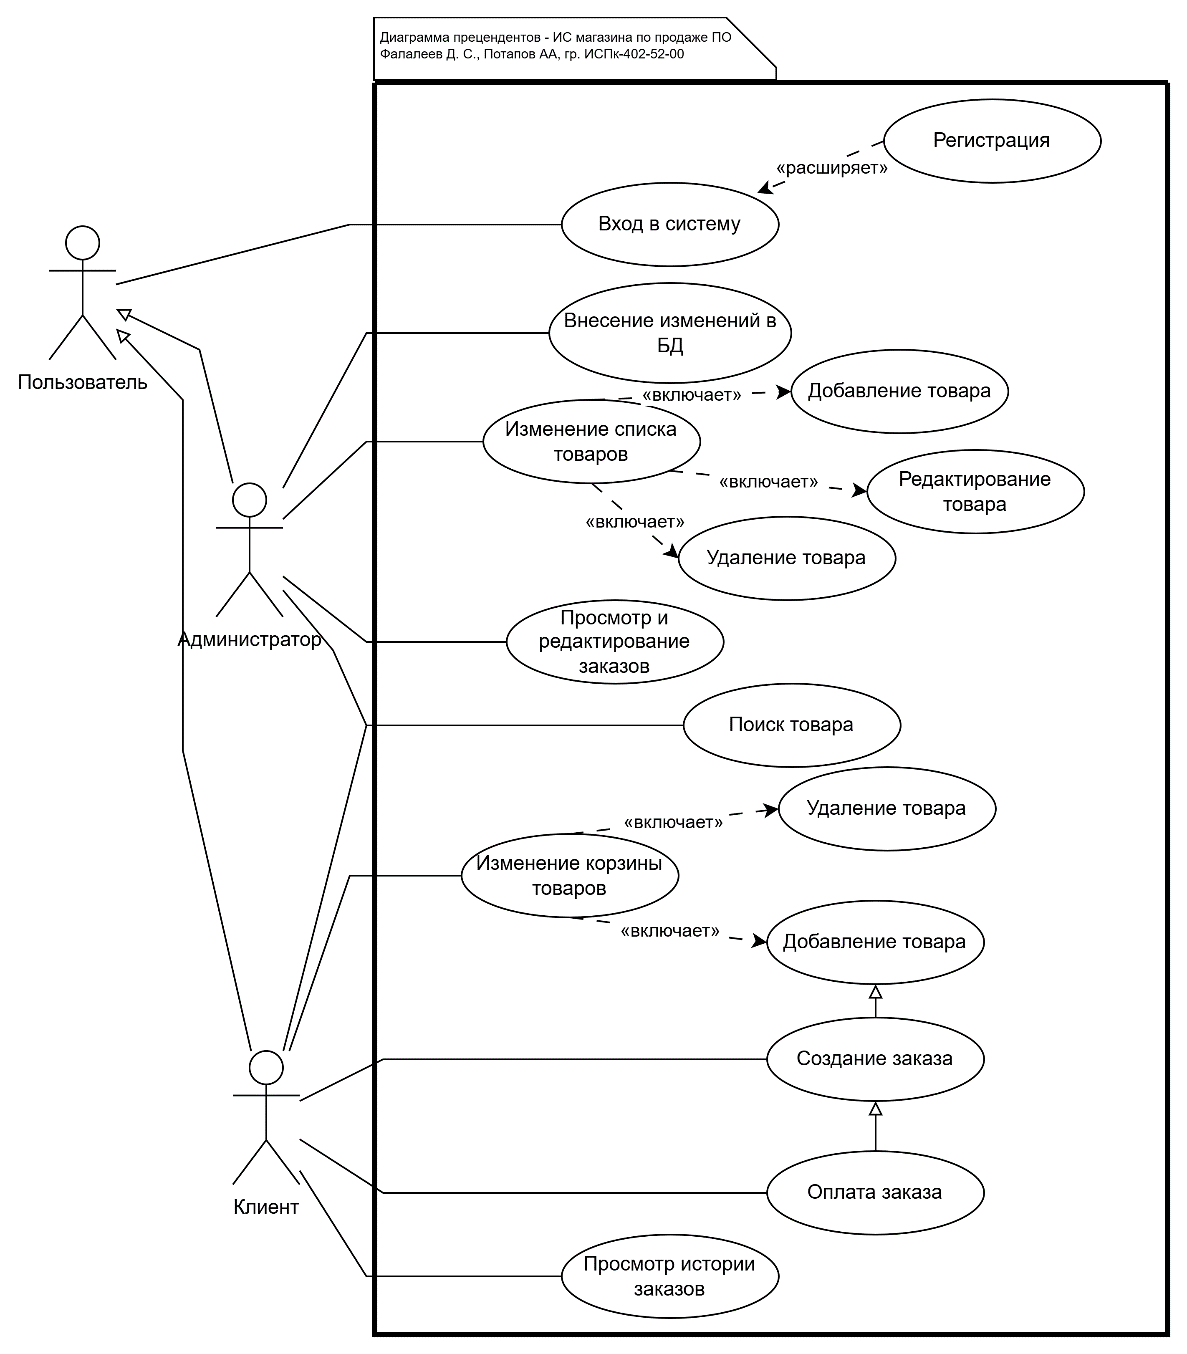 Диаграмма прецендентов - ИС магазина по продаже ПО
Фалалеев Д. С., Потапов АА, гр. ИСПк-402-52-00
Регистрация
«расширяет»
Вход в систему
Пользователь
Внесение изменений в
БД
«включает»
Добавление товара
Изменение списка
товаров
«включает»
Редактирование
товара
«включает»
Удаление товара
Администратор
Просмотр и
редактирование
заказов
Поиск товара
Удаление товара
«включает»
Изменение корзины
товаров
«включает»
Добавление товара
Создание заказа
Оплата заказа
Клиент
Просмотр истории
заказов